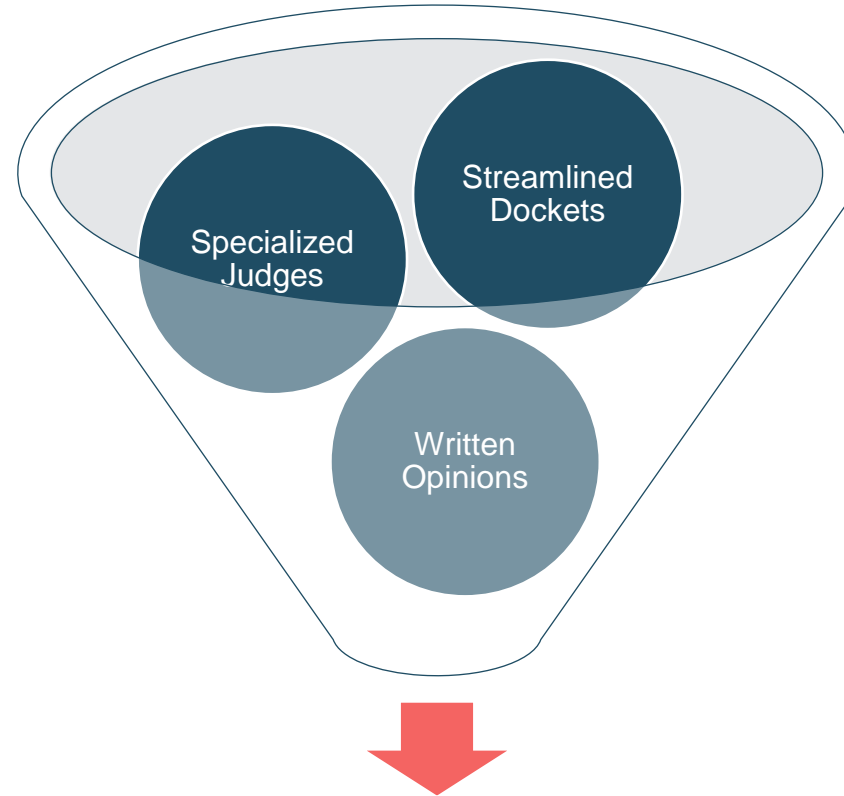 Streamlined
Dockets
Specialized
Judges
Written
Opinions